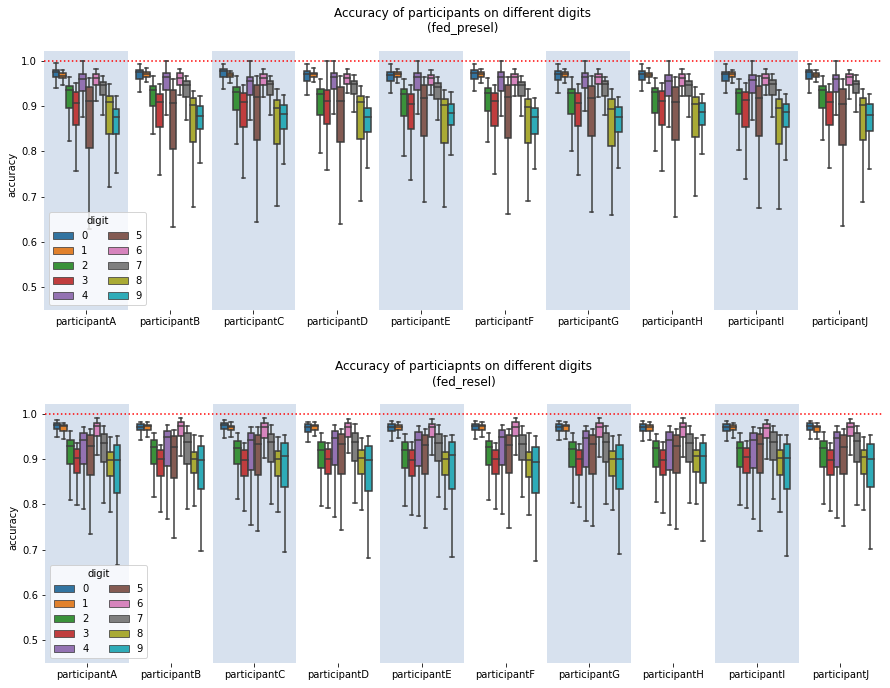 Accuracy of participants on different digits
(fed_presel)
accuracy
1.0
0.9
0.8
0.7
0.6
0.5
digit
0 5
1 6
2 7
3 8
4 9
participantA participantB participantC participantD participantE participantF participantG participantH participantI participantJ
Accuracy of particiapnts on different digits
(fed_resel)
accuracy
1.0
0.9
0.8
0.7
0.6
0.5
digit
0 5
1 6
2 7
3 8
4 9
participantA participantB participantC participantD participantE participantF participantG participantH participantI participantJ